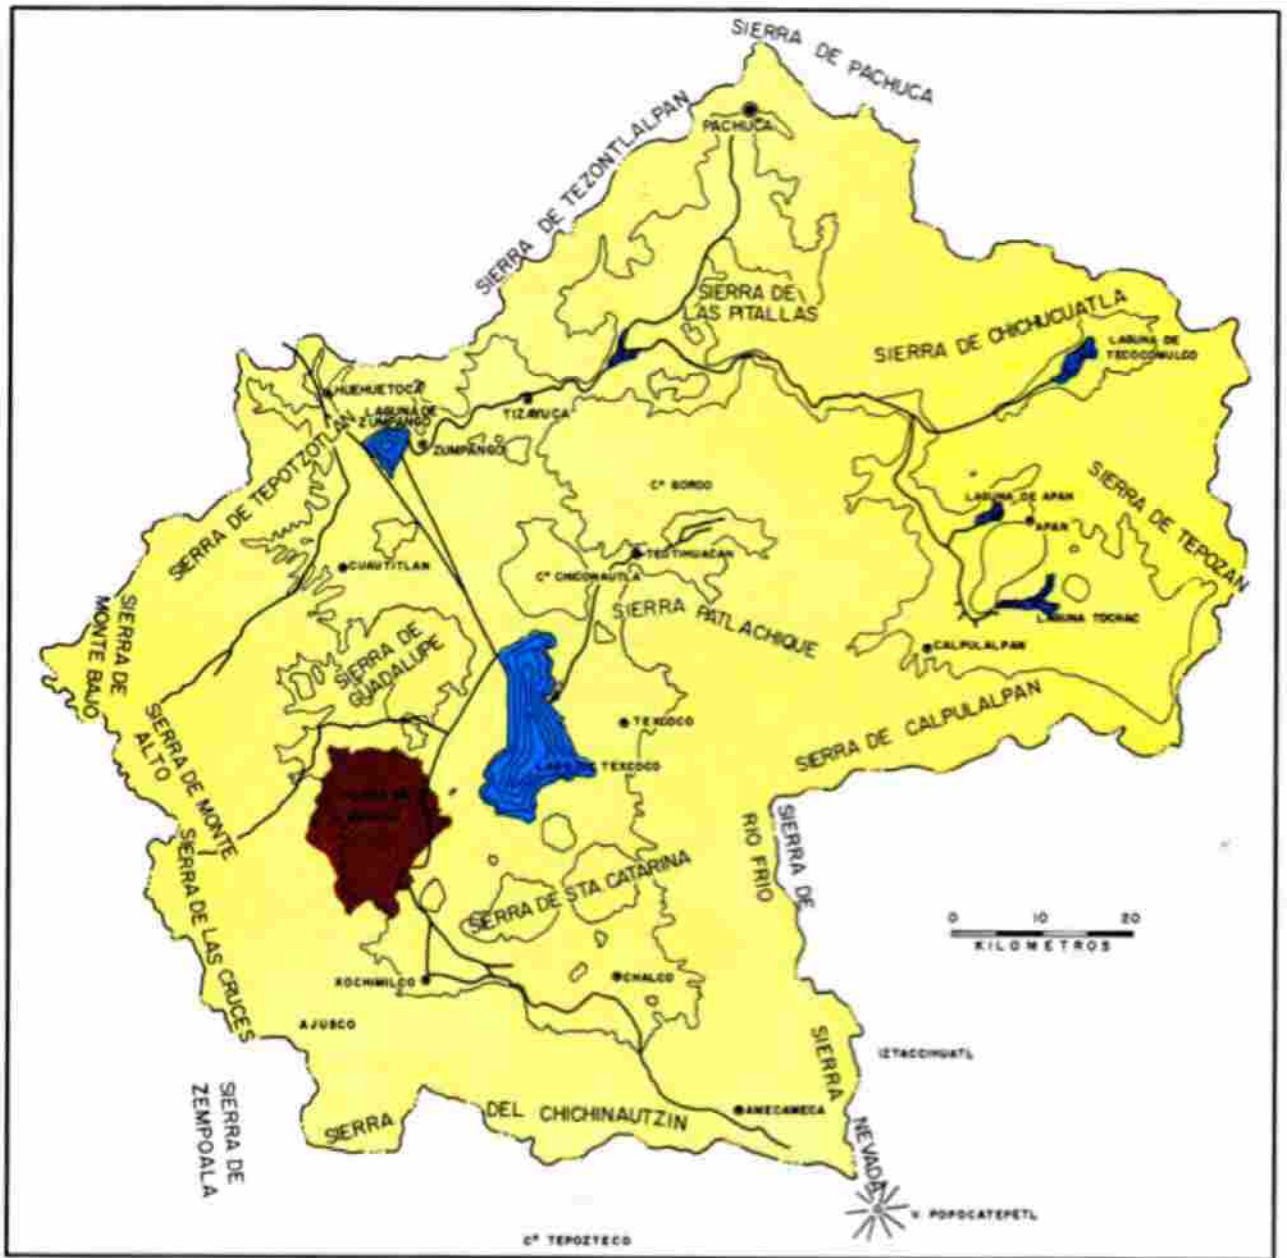 SIERRA DE PACHUCA
PACHUCA
SIERRA DE TEZONTLALPAN
SIERRA DE
LAS PITALLAS
SIERRA DE CHICHUCUATLA
LAGUNA DE
TECOCOMULCO
HUEHUETOCA
LAGUNA DE
ZUMPANGO
TIZAYUCA
ZUMPANGO
SIERRA DE TEPOTZOTLAN
Cº GORDO
LAGUNA DE APAN
APAN
SIERRA DE TEPOZAN
TEOTIHUACAN
CUAUTITLAN
Cº CHICONAUTLA
SIERRA PATLACHIQUE
LAGUNA TOCHAC
CALPULALPAN
SIERRA DE
MONTE BAJO
SIERRA DE
GUADALUPE
SIERRA DE MONTE
ALTO
TEXCOCO
SIERRA DE CALPULALPAN
LAGO DE TEXCOCO
SIERRA DE
RIO FRIO
SIERRA DE LAS CRUCES
SIERRA DE STA CATARINA
0 10 20
KILOMETROS
XOCHIMILCO
CHALCO
AJUSCO
IZTACCIHUATL
SIERRA NEVADA
SIERRA DE
ZEMPOALA
SIERRA DEL CHICHINAUTZIN
AMECAMECA
V. POPOCATEPETL
Cº TEPOZTECO